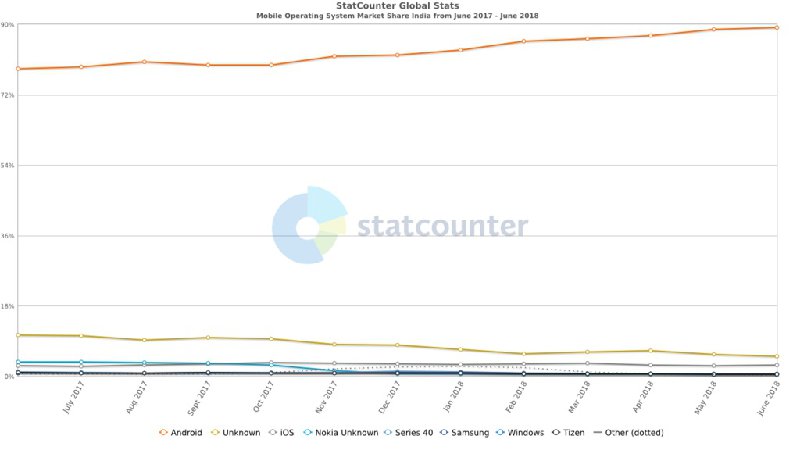 StatCounter Global Stats
Mobile Operating System Market Share India from June 2017 - June 2018
90%
72%
54%
36%
18%
0%
statcounter
July 2017
Aug 2017
Sept 2017
Oct 2017
Nov 2017
Dec 2017
Jan 2018
Feb 2018
Mar 2018
Apr 2018
May 2018
June 2018
Android Unknown iOS Nokia Unknown Series 40 Samsung Windows Tizen Other (dotted)